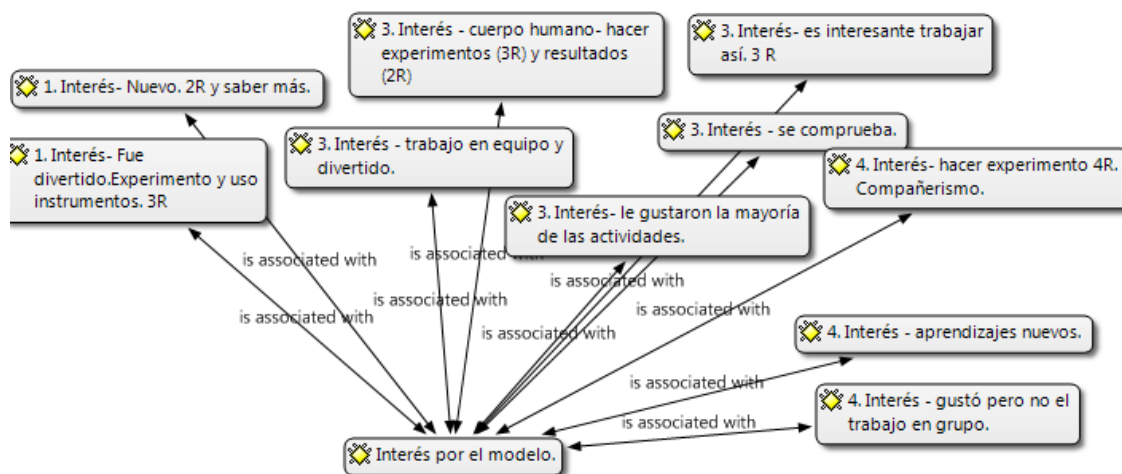 3. Interés - cuerpo humano- hacer
experimentos (3R) y resultados
(2R)
3. Interés- es interesante trabajar
así. 3 R
1. Interés- Nuevo. 2R y saber más.
3. Interés - trabajo en equipo y
divertido.
3. Interés - se comprueba.
1. Interés- Fue
divertido.Experimento y uso
instrumentos. 3R
4. Interés- hacer experimento 4R.
Compañerismo.
3. Interés- le gustaron la mayoría
de las actividades.
is associated with
is associated with
is associated with
is associated with
is associated with
is associated with
is associated with
is associated with
4. Interés - aprendizajes nuevos.
is associated with
4. Interés - gustó pero no el
trabajo en grupo.
is associated with
Interés por el modelo.